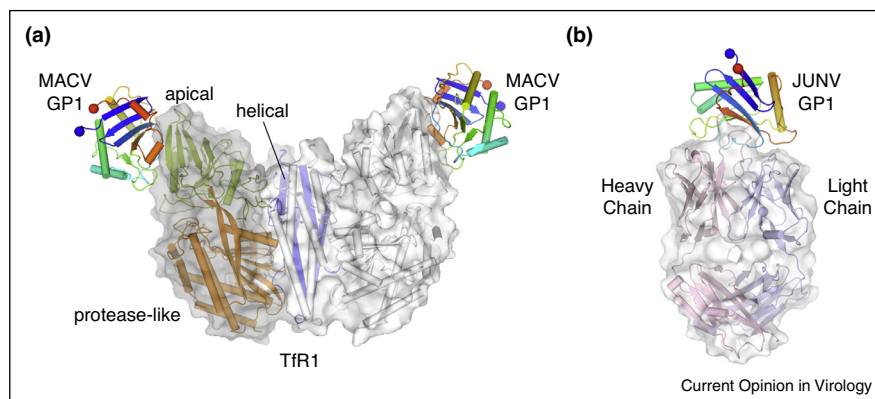 (a)
MACV
GP1
apical
helical
MACV
GP1
protease-like
TfR1
(b)
JUNV
GP1
Heavy
Chain
Light
Chain
Current Opinion in Virology